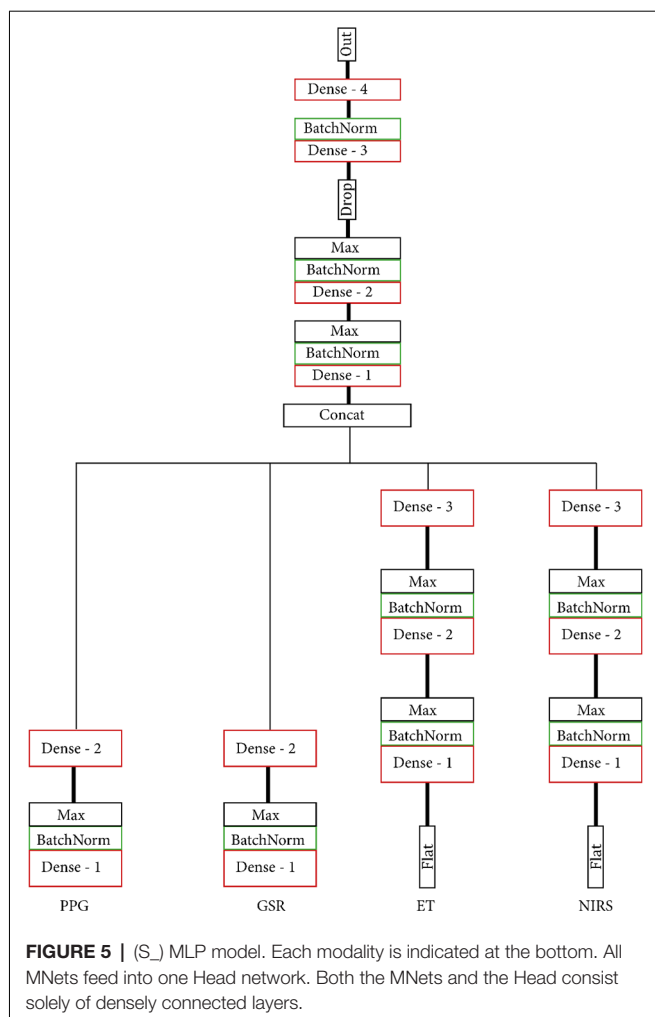 Out
Dense - 4
BatchNorm
Dense - 3
Drop
Max
BatchNorm
Dense - 2
Max
BatchNorm
Dense - 1
Concat
Dense - 3 Dense - 3
Max Max
BatchNorm BatchNorm
Dense - 2 Dense - 2
Max Max
Dense - 2 Dense - 2 BatchNorm BatchNorm
Dense - 1 Dense - 1
Max Max
BatchNorm BatchNorm Flat Flat
Dense - 1 Dense - 1
PPG GSR ET NIRS
FIGURE 5 | (S_) MLP model. Each modality is indicated at the bottom. All
MNets feed into one Head network. Both the MNets and the Head consist
solely of densely connected layers.